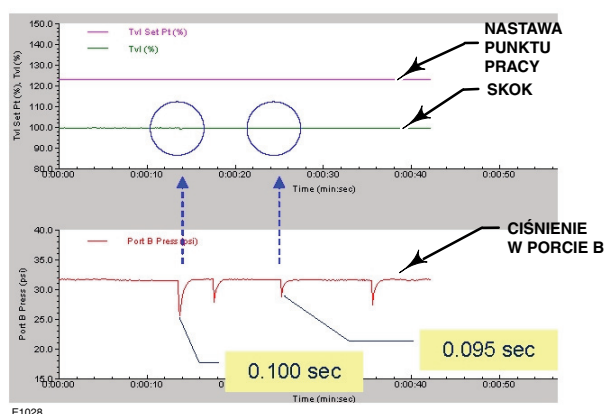 150.0
140.0
130.0
120.0
110.0
100.0
90.0
80.0
Tvl Set Pt (%), Tvl (%)
Tvl Set Pt (%)
Tvl (%)
NASTAWA
PUNKTU
PRACY
SKOK
0:00:00
0:00:10
0:00:20
0:00:30
0:00:40
0:00:50
Time (min:sec)
40.0
35.0
30.0
25.0
20.0
15.0
Port B Press (psi)
Port B Press (psi)
CIŚNIENIE
W PORCIE B
0.100 sec
0.095 sec
0:00:00
0:00:10
0:00:20
0:00:30
0:00:40
0:00:50
Time (min:sec)
E1028